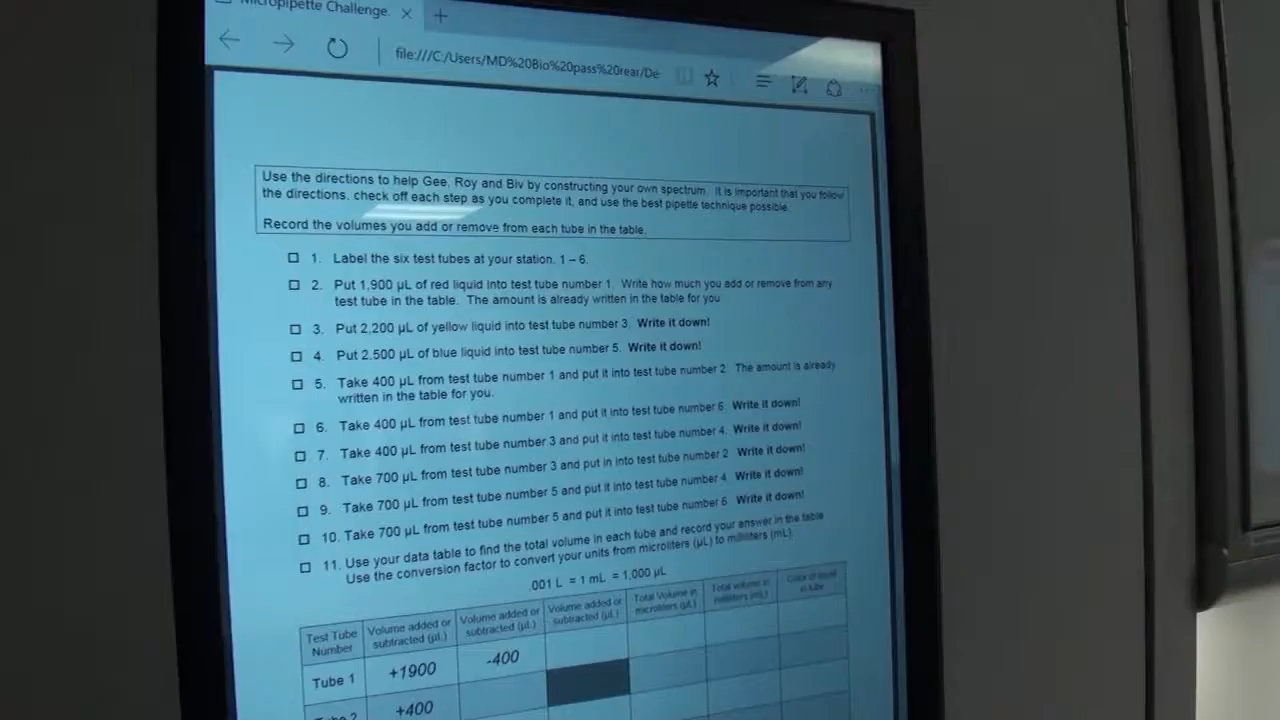 Micropipette Challenge.
file:///C:/Users/MD%20Bio%20pass%20rear/De
Use the directions to help Gee, Roy and Biv by constructing your own spectrum. It is important that you follow
the directions, check off each step as you complete it, and use the best pipette technique possible.
Record the volumes you add or remove from each tube in the table.
1. Label the six test tubes at your station. 1 – 6.
2. Put 1,900 µL of red liquid into test tube number 1. Write how much you add or remove from any
test tube in the table. The amount is already written in the table for you
3. Put 2,200 µL of yellow liquid into test tube number 3. Write it down!
4. Put 2.500 µL of blue liquid into test tube number 5. Write it down!
5. Take 400 µL from test tube number 1 and put it into test tube number 2 The amount is already
written in the table for you.
6. Take 400 µL from test tube number 1 and put it into test tube number 6 Write it down!
7. Take 400 µL from test tube number 3 and put it into test tube number 4. Write it down!
8. Take 700 µL from test tube number 3 and put in into test tube number 2 Write it down!
9. Take 700 µL from test tube number 5 and put it into test tube number 4 Write it down!
10. Take 700 µL from test tube number 5 and put it into test tube number 6 Write it down!
11. Use your data table to find the total volume in each tube and record your answer in the table
Use the conversion factor to convert your units from microliters (µL) to milliliters (mL).
.001 L = 1 mL = 1,000 µL
Test Tube Number Volume added or subtracted (µL) Volume added or subtracted (µL) Volume added or subtracted (µL) Total Volume in microliters (µL) Total volume in milliliters (mL) Color of liquid in tube
Tube 1 +1900 -400
Tube 2 +400